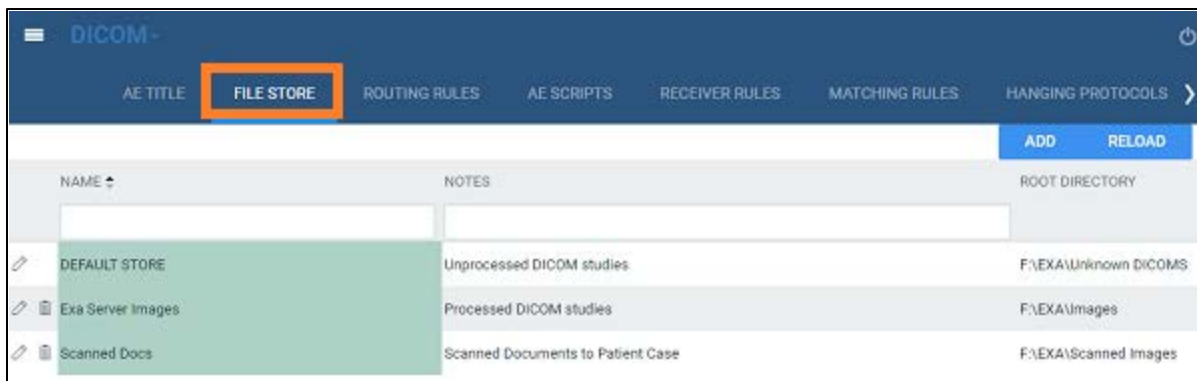 DICOM
AE TITLE FILE STORE ROUTING RULES AE SCRIPTS RECEIVER RULES MATCHING RULES HANGING PROTOCOLS
ADD RELOAD
NAME NOTES ROOT DIRECTORY
DEFAULT STORE Unprocessed DICOM studies F:\EXA\Unknown DICOMS
Exa Server Images Processed DICOM studies F:\EXA\Images
Scanned Docs Scanned Documents to Patient Case F:\EXA\Scanned Images